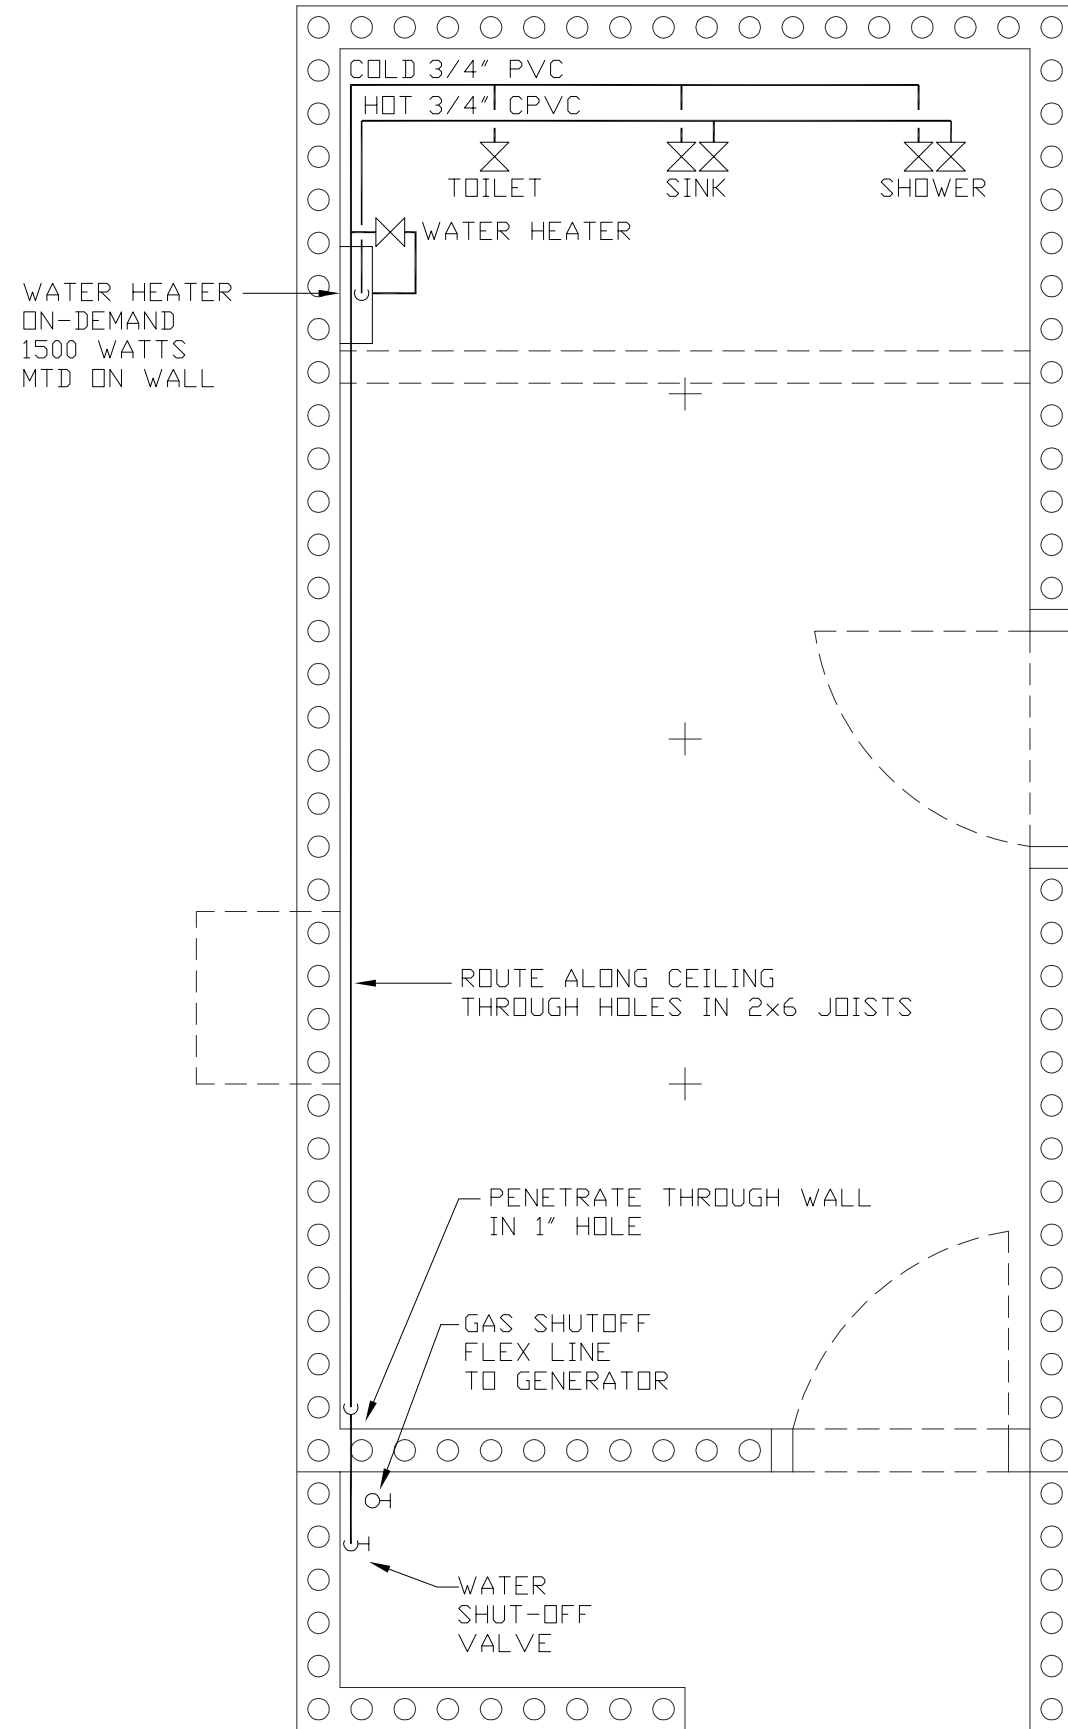 COLD 3/4" PVC
HOT 3/4" CPVC
TOILET
SINK
SHOWER
WATER HEATER
WATER HEATER
ON-DEMAND
1500 WATTS
MTD ON WALL
ROUTE ALONG CEILING
THROUGH HOLES IN 2x6 JOISTS
PENETRATE THROUGH WALL
IN 1" HOLE
GAS SHUTOFF
FLEX LINE
TO GENERATOR
WATER
SHUT-OFF
VALVE